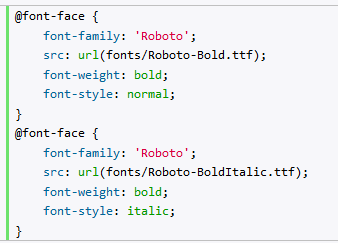 @font-face {
    font-family: 'Roboto';
    src: url(fonts/Roboto-Bold.ttf);
    font-weight: bold;
    font-style: normal;
}
@font-face {
    font-family: 'Roboto';
    src: url(fonts/Roboto-BoldItalic.ttf);
    font-weight: bold;
    font-style: italic;
}